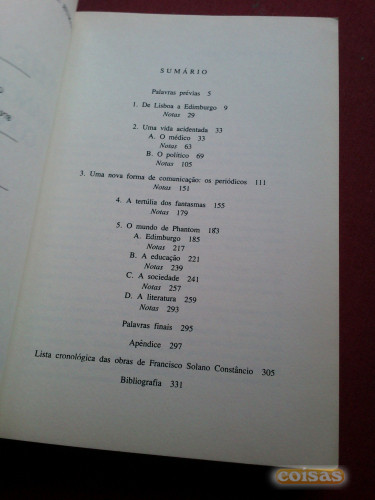 SUMÁRIO
Palavras prévias 5
1. De Lisboa a Edimburgo 9
Notas 29
2. Uma vida acidentada 33
A. O médico 33
Notas 63
B. O político 69
Notas 105
3. Uma nova forma de comunicação: os periódicos 111
Notas 151
4. A tertúlia dos fantasmas 155
Notas 179
5. O mundo de Phantom 183
A. Edimburgo 185
Notas 217
B. A educação 221
Notas 239
C. A sociedade 241
Notas 257
D. A literatura 259
Notas 293
Palavras finais 295
Apéndice 297
Lista cronológica das obras de Francisco Solano Constâncio 305
Bibliografia 331
coisas